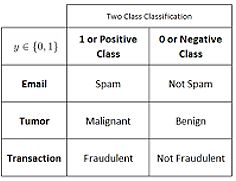 Two Class Classification
y ∈ {0, 1}
1 or Positive Class
0 or Negative Class
Email
Spam
Not Spam
Tumor
Malignant
Benign
Transaction
Fraudulent
Not Fraudulent